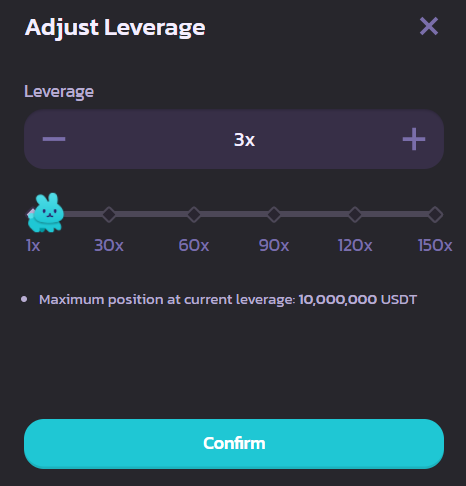 Adjust Leverage
Leverage
3x
1x 30x 60x 90x 120x 150x
Maximum position at current leverage: 10,000,000 USDT
Confirm